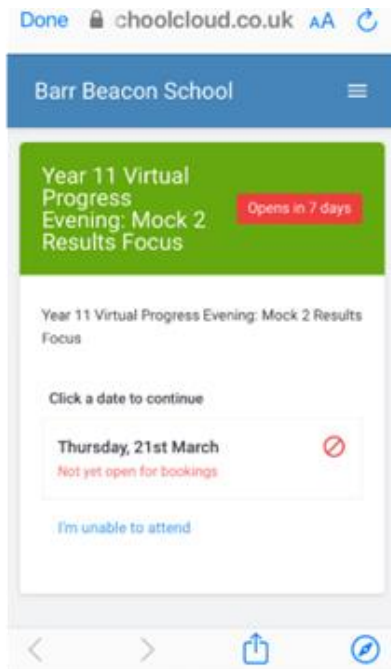 Done choolcloud.co.uk AA
Barr Beacon School
Year 11 Virtual
Progress
Evening: Mock 2
Results Focus
Opens in 7 days
Year 11 Virtual Progress Evening: Mock 2 Results
Focus
Click a date to continue
Thursday, 21st March
Not yet open for bookings
I'm unable to attend